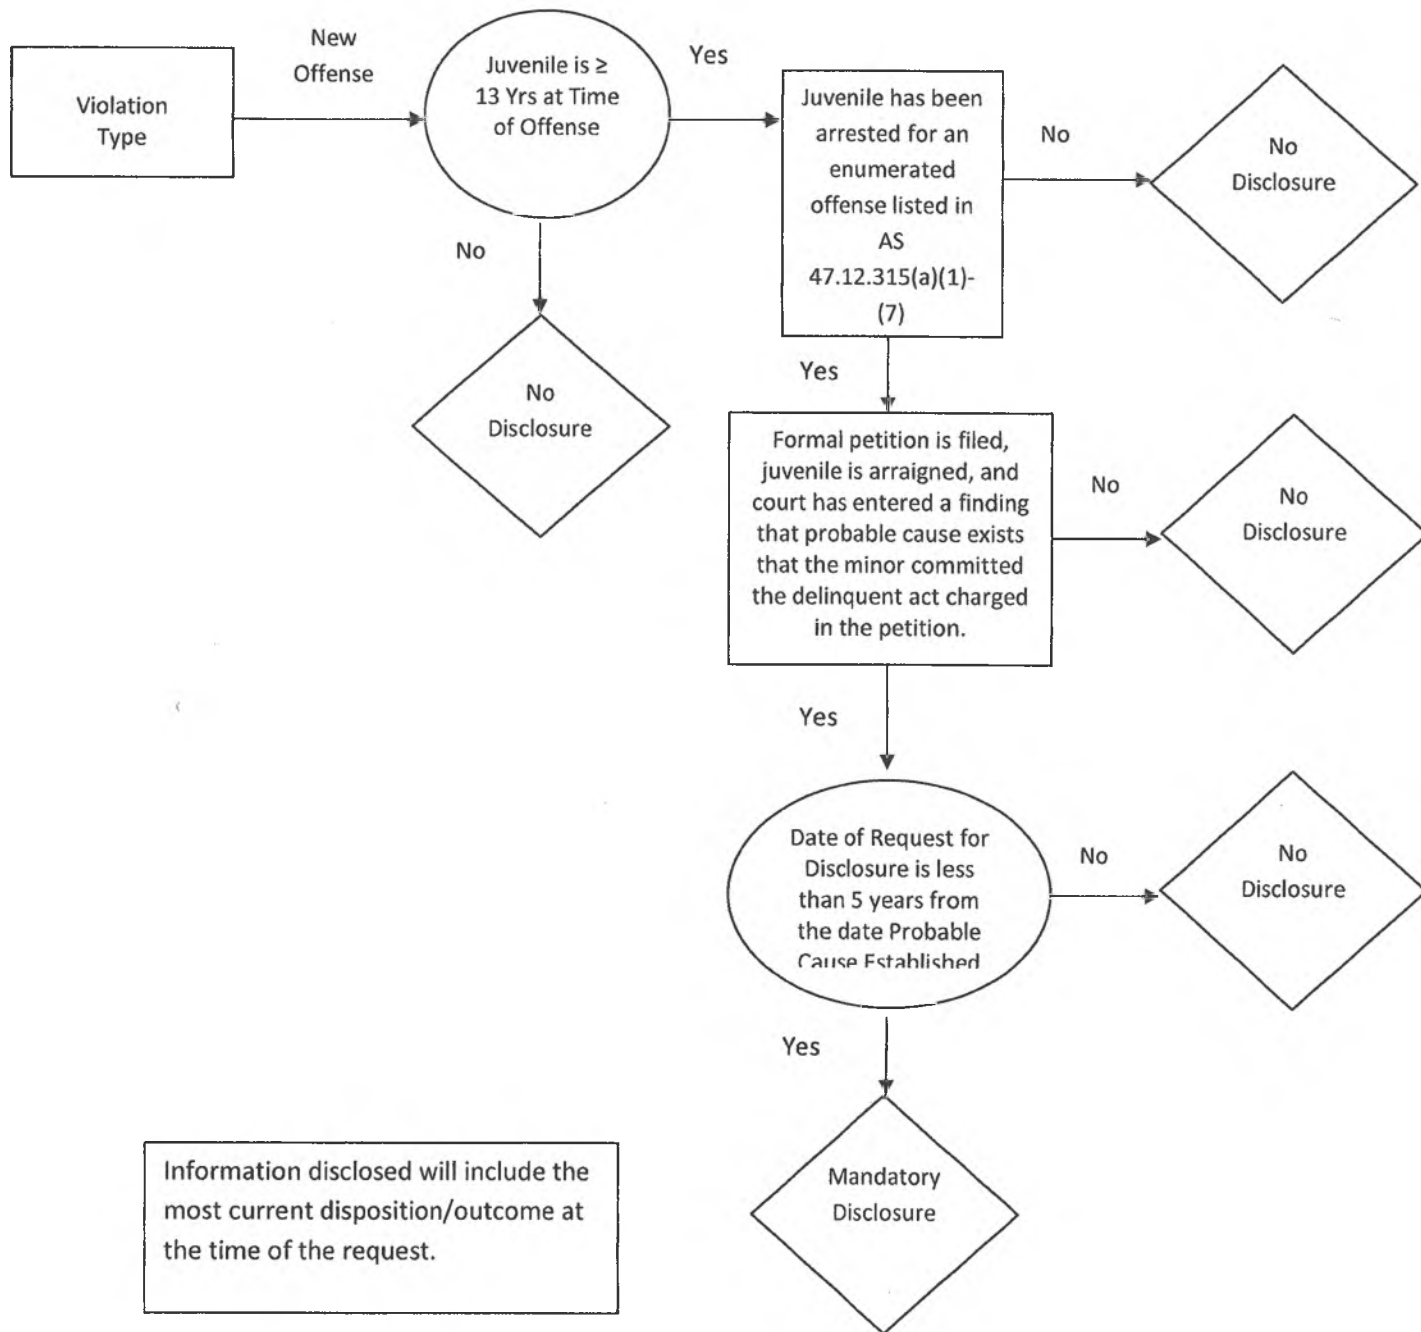 Violation
Type
New
Offense
Juvenile is ≥
13 Yrs at Time
of Offense
Yes
Juvenile has been
arrested for an
enumerated
offense listed in
AS
47.12.315(a)(1)-
(7)
No
No
Disclosure
No
No
Disclosure
Yes
Formal petition is filed,
juvenile is arraigned, and
court has entered a finding
that probable cause exists
that the minor committed
the delinquent act charged
in the petition.
No
No
Disclosure
Yes
Date of Request for
Disclosure is less
than 5 years from
the date Probable
Cause Established
No
No
Disclosure
Yes
Mandatory
Disclosure
Information disclosed will include the
most current disposition/outcome at
the time of the request.